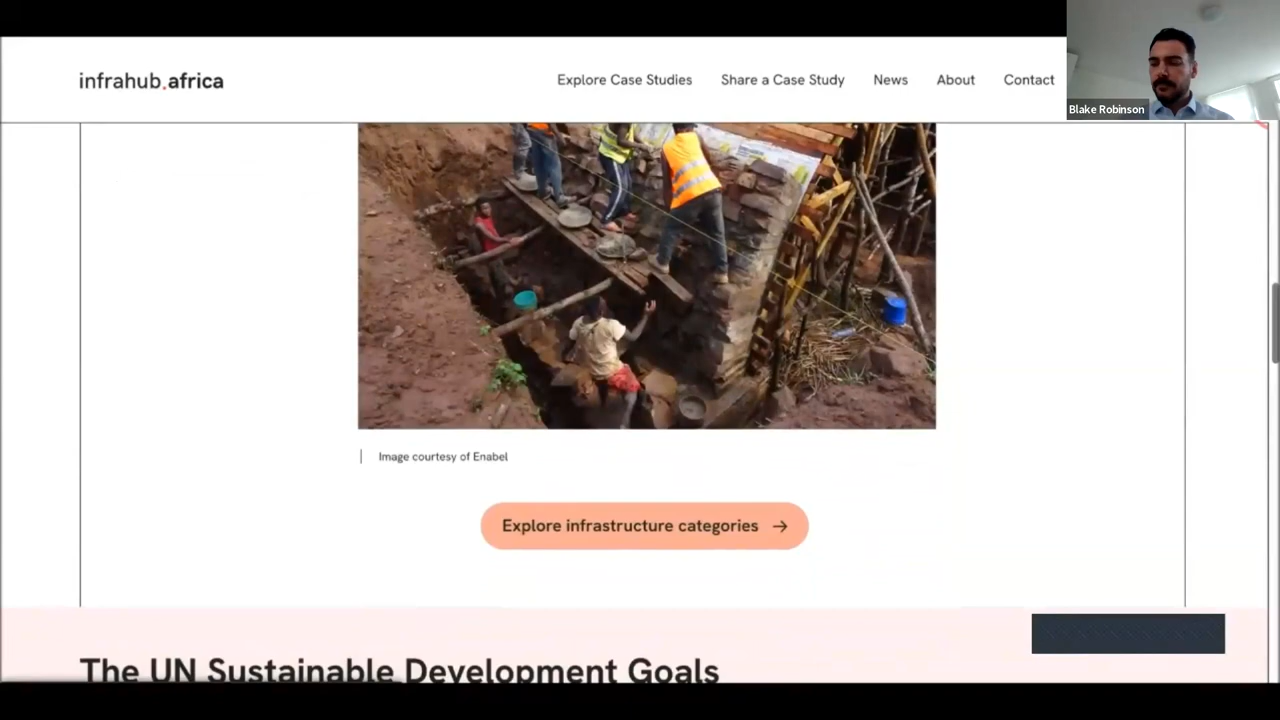 infrahub.africa
Explore Case Studies Share a Case Study News About Contact
Blake Robinson
Image courtesy of Enabel
Explore infrastructure categories →
The UN Sustainable Development Goals